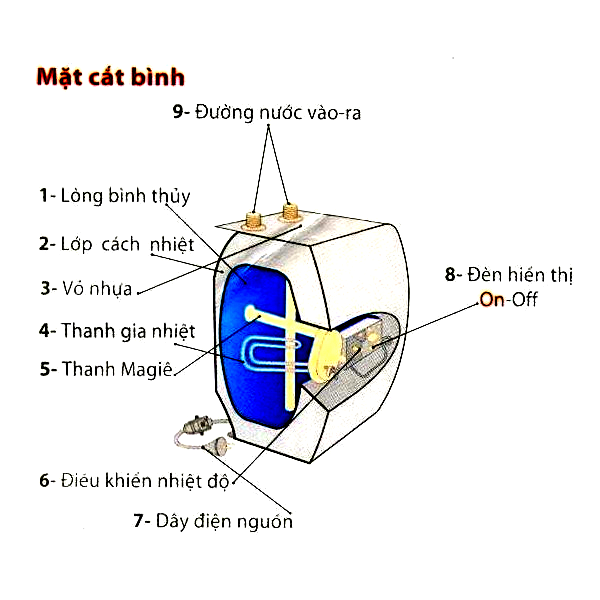 Mặt cắt bình
9- Đường nước vào-ra
1- Lòng bình thủy
2- Lớp cách nhiệt
3- Vỏ nhựa
4- Thanh gia nhiệt
5- Thanh Magiê
8- Đèn hiển thị
On-Off
6- Điều khiển nhiệt độ
7- Dây điện nguồn